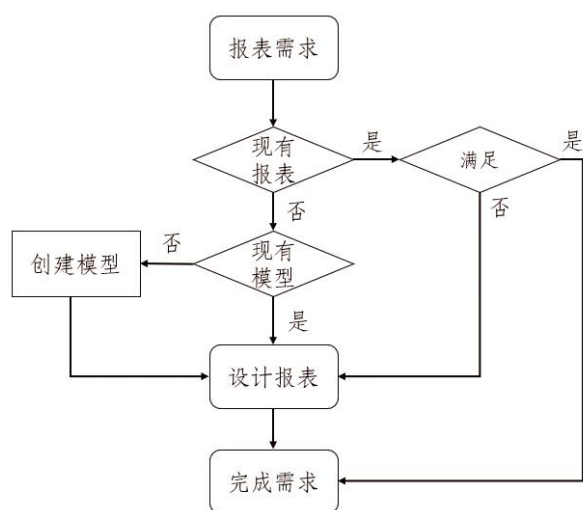 报表需求
现有
报表
是
满足
是
否
否
创建模型
否
现有
模型
是
设计报表
完成需求